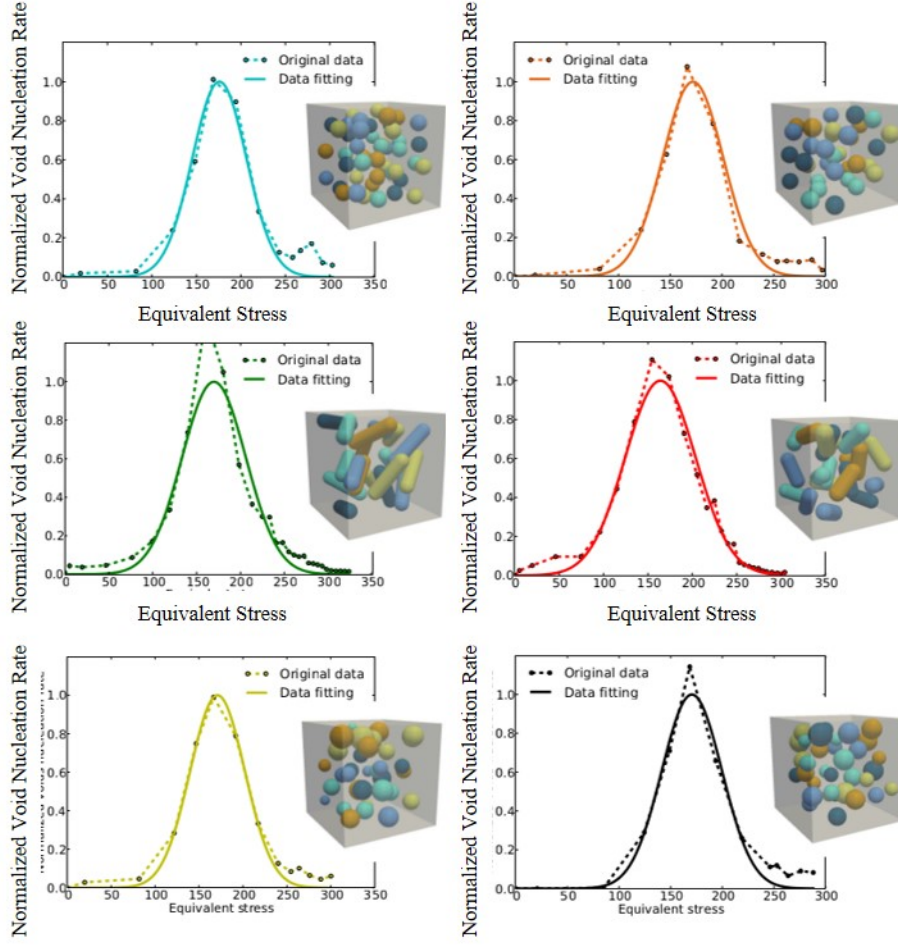 Normalized Void Nucleation Rate
Original data
Data fitting
1.0
0.8
0.6
0.4
0.2
0.0
0 50 100 150 200 250 300 350
Equivalent Stress
Normalized Void Nucleation Rate
Original data
Data fitting
1.0
0.8
0.6
0.4
0.2
0.0
0 50 100 150 200 250 300
Equivalent Stress
Normalized Void Nucleation Rate
Original data
Data fitting
1.0
0.8
0.6
0.4
0.2
0.0
0 50 100 150 200 250 300 350
Equivalent Stress
Normalized Void Nucleation Rate
Original data
Data fitting
1.0
0.8
0.6
0.4
0.2
0.0
0 50 100 150 200 250 300 350
Equivalent Stress
Normalized Void Nucleation Rate
Original data
Data fitting
1.0
0.8
0.6
0.4
0.2
0.0
0 50 100 150 200 250 300 350
Equivalent stress
Normalized Void Nucleation Rate
Original data
Data fitting
1.0
0.8
0.6
0.4
0.2
0.0
0 50 100 150 200 250 300
Equivalent stress